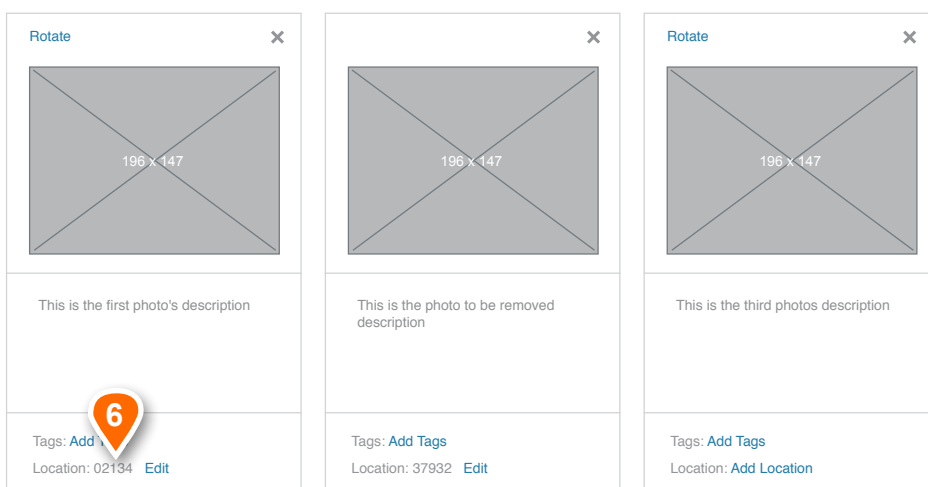 Rotate
196 x 147
This is the first photo's description
6
Tags: Add
Location: 02134 Edit
196 x 147
This is the photo to be removed
description
Tags: Add Tags
Location: 37932 Edit
Rotate
196 x 147
This is the third photos description
Tags: Add Tags
Location: Add Location